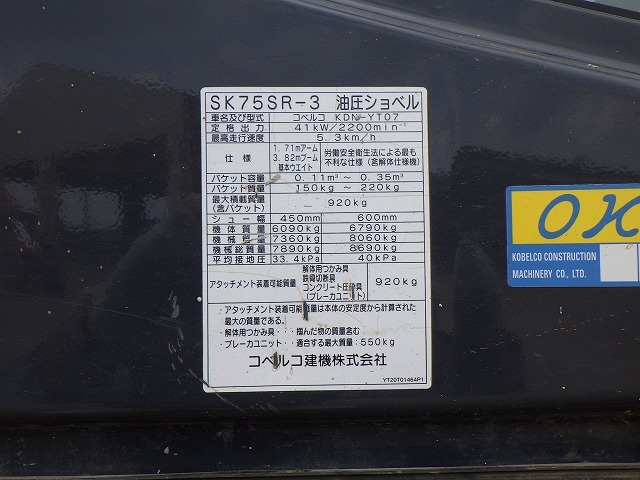 SK75SR-3 油圧ショベル
車名及び型式 コベルコ KDN-YT07
定格出力 41kW/2200min⁻¹
最高走行速度 5.3km/h
仕様 1.71mアーム 3.82mブーム 基本ウエイト 労働安全衛生法による最も不利な仕様(含解体仕様機)
バケット容量 0.11m³ ~ 0.35m³
バケット質量 150kg ~ 220kg
最大積載質量(含バケット) — 920kg
シュー幅 450mm 600mm
機体質量 6090kg 6790kg
機械質量 7360kg 8060kg
機械総質量 7890kg 8690kg
平均接地圧 33.4kPa 40kPa
アタッチメント装着可能質量 解体用つかみ具 鉄骨切断具 コンクリート圧砕具 (ブレーカユニット) 920kg
・アタッチメント装着可能質量は本体の安定度から計算された
最大の質量である。
・解体用つかみ具・・・掴んだ物の質量含む
・ブレーカユニット・・適合する最大質量:550kg
コベルコ建機株式会社
YT20T01464P1
OK
KOBELCO CONSTRUCTION
MACHINERY CO., LTD.